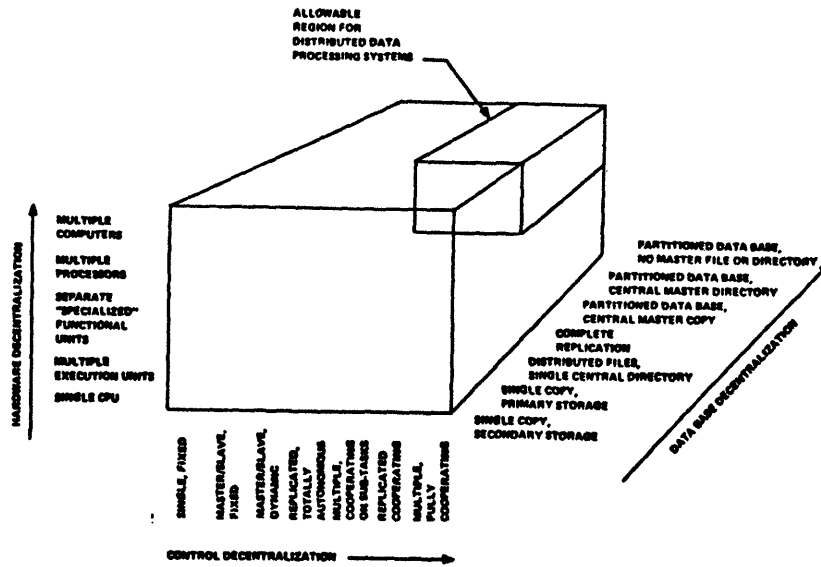 ALLOWABLE
REGION FOR
DISTRIBUTED DATA
PROCESSING SYSTEMS
HARDWARE DECENTRALIZATION
MULTIPLE
COMPUTERS
MULTIPLE
PROCESSORS
SEPARATE
"SPECIALIZED"
FUNCTIONAL
UNITS
MULTIPLE
EXECUTION UNITS
SINGLE CPU
PARTITIONED DATA BASE,
NO MASTER FILE OR DIRECTORY
PARTITIONED DATA BASE,
CENTRAL MASTER DIRECTORY
PARTITIONED DATA BASE,
CENTRAL MASTER COPY
COMPLETE
REPLICATION
DISTRIBUTED FILES,
SINGLE CENTRAL DIRECTORY
SINGLE COPY,
PRIMARY STORAGE
SINGLE COPY,
SECONDARY STORAGE
DATA BASE DECENTRALIZATION
SINGLE, FIXED
MASTER/SLAVE,
FIXED
MASTER/SLAVE,
DYNAMIC
REPLICATED,
TOTALLY
AUTONOMOUS
MULTIPLE,
COOPERATING
ON SUB-TASKS
REPLICATED
COOPERATING
MULTIPLE,
FULLY
COOPERATING
CONTROL DECENTRALIZATION